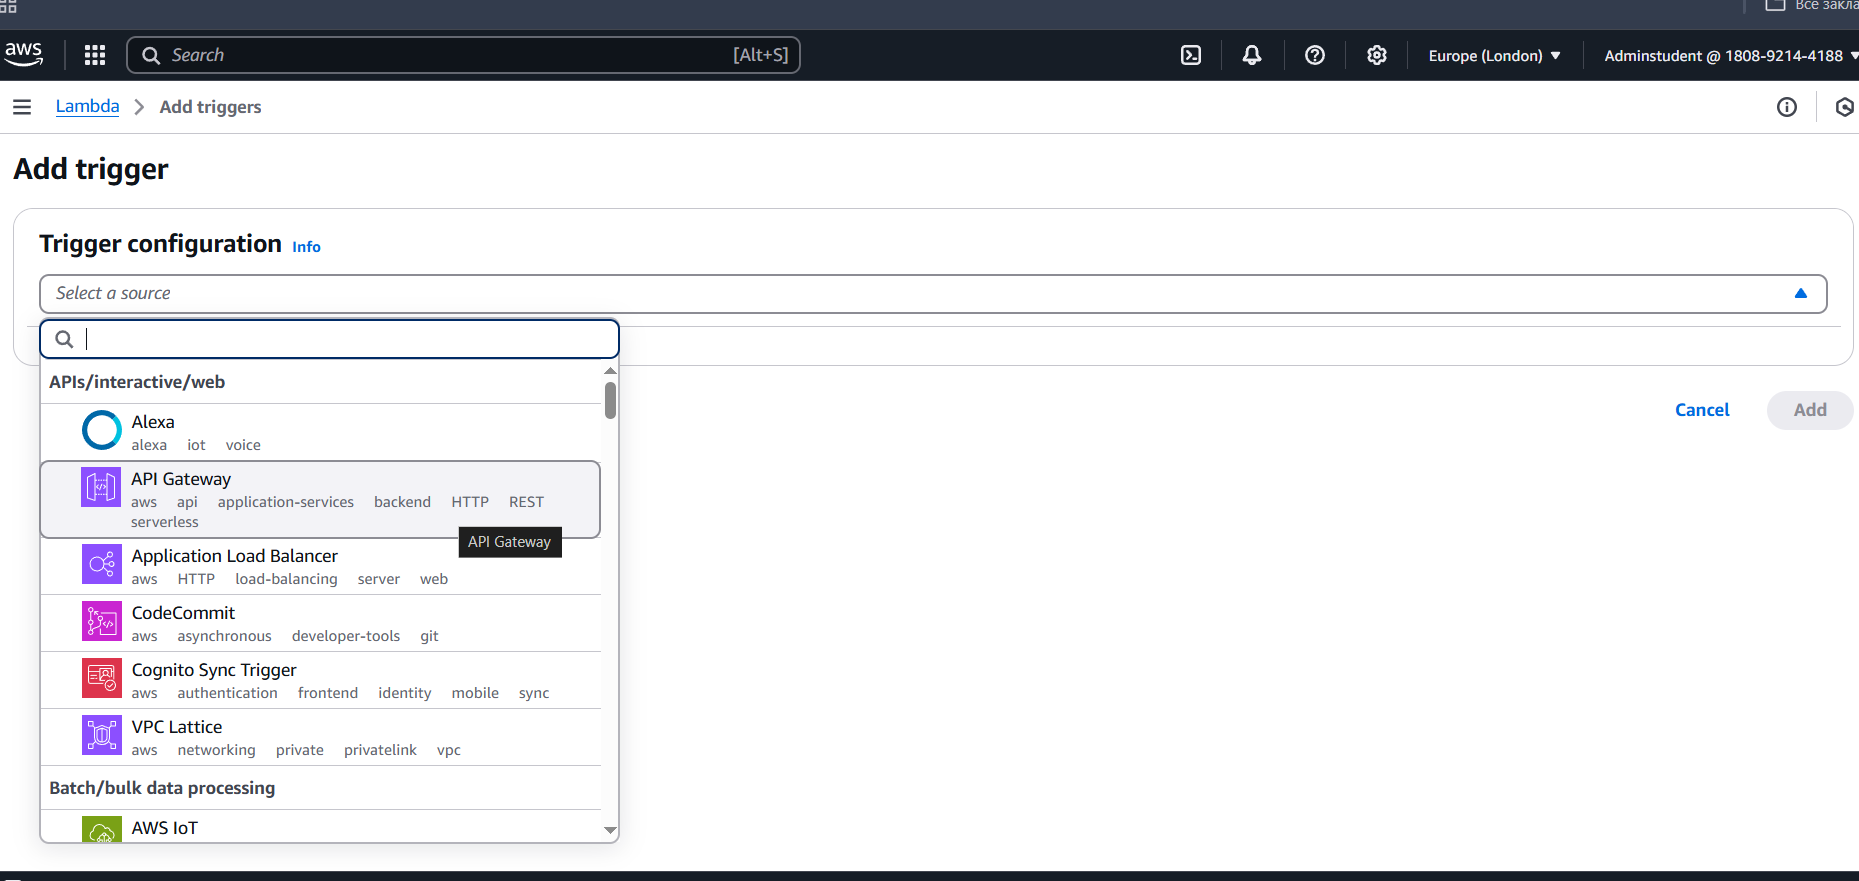 Все закла
aws Search [Alt+S] Europe (London) Adminstudent @ 1808-9214-4188
Lambda Add triggers
Add trigger
Trigger configuration Info
Select a source
APIs/interactive/web
Alexa
alexa iot voice
API Gateway
aws api application-services backend HTTP REST
serverless
API Gateway
Application Load Balancer
aws HTTP load-balancing server web
CodeCommit
aws asynchronous developer-tools git
Cognito Sync Trigger
aws authentication frontend identity mobile sync
VPC Lattice
aws networking private privatelink vpc
Batch/bulk data processing
AWS IoT
Cancel Add